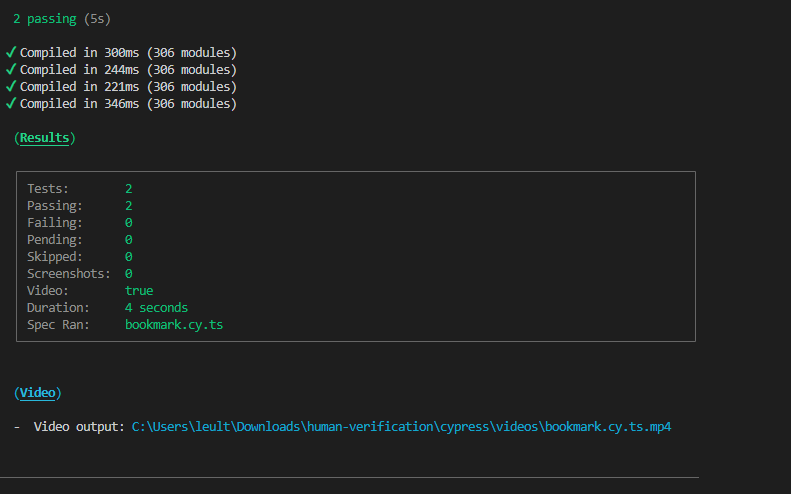 2 passing (5s)
✓ Compiled in 300ms (306 modules)
✓ Compiled in 244ms (306 modules)
✓ Compiled in 221ms (306 modules)
✓ Compiled in 346ms (306 modules)
(Results)
Tests: 2
Passing: 2
Failing: 0
Pending: 0
Skipped: 0
Screenshots: 0
Video: true
Duration: 4 seconds
Spec Ran: bookmark.cy.ts
(Video)
- Video output: C:\Users\leult\Downloads\human-verification\cypress\videos\bookmark.cy.ts.mp4